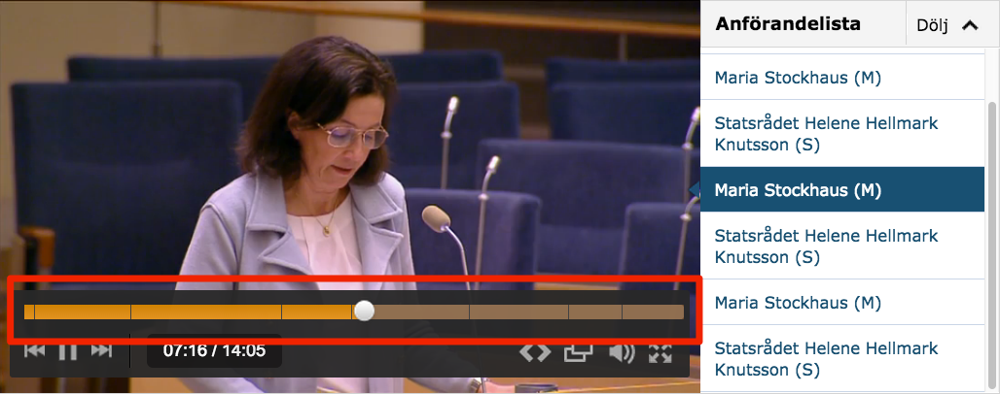 Anförandelista
Dölj
Maria Stockhaus (M)
Statsrådet Helene Hellmark
Knutsson (S)
Maria Stockhaus (M)
Statsrådet Helene Hellmark
Knutsson (S)
Maria Stockhaus (M)
Statsrådet Helene Hellmark
Knutsson (S)
07:16 / 14:05